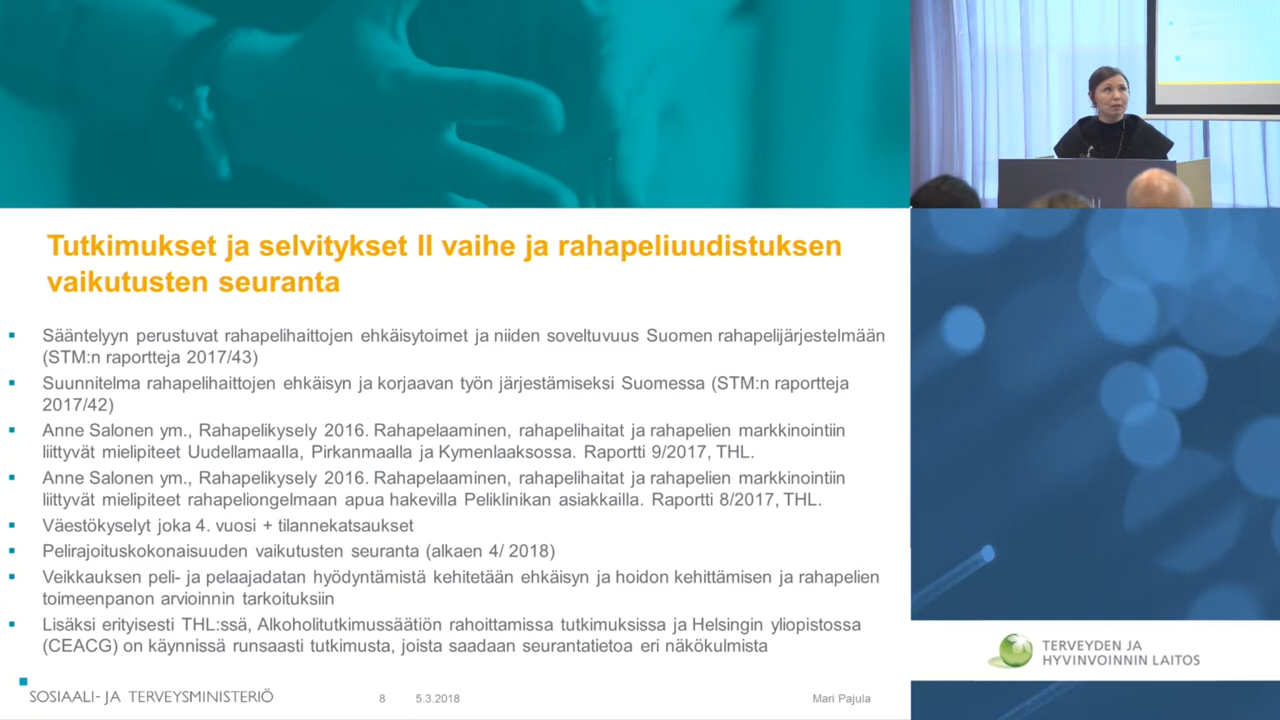 Tutkimukset ja selvitykset II vaihe ja rahapeliuudistuksen
vaikutusten seuranta
Sääntelyyn perustuvat rahapelihaittojen ehkäisytoimet ja niiden soveltuvuus Suomen rahapelijärjestelmään
(STM:n raportteja 2017/43)
Suunnitelma rahapelihaittojen ehkäisyn ja korjaavan työn järjestämiseksi Suomessa (STM:n raportteja
2017/42)
Anne Salonen ym., Rahapelikysely 2016. Rahapelaaminen, rahapelihaitat ja rahapelien markkinointiin
liittyvät mielipiteet Uudellamaalla, Pirkanmaalla ja Kymenlaaksossa. Raportti 9/2017, THL.
Anne Salonen ym., Rahapelikysely 2016. Rahapelaaminen, rahapelihaitat ja rahapelien markkinointiin
liittyvät mielipiteet rahapeliongelmaan apua hakevilla Peliklinikan asiakkailla. Raportti 8/2017, THL.
Väestökyselyt joka 4. vuosi + tilannekatsaukset
Pelirajoituskokonaisuuden vaikutusten seuranta (alkaen 4/ 2018)
Veikkauksen peli- ja pelaajadatan hyödyntämistä kehitetään ehkäisyn ja hoidon kehittämisen ja rahapelien
toimeenpanon arvioinnin tarkoituksiin
Lisäksi erityisesti THL:ssä, Alkoholitutkimussäätiön rahoittamissa tutkimuksissa ja Helsingin yliopistossa
(CEACG) on käynnissä runsaasti tutkimusta, joista saadaan seurantatietoa eri näkökulmista
SOSIAALI- JA TERVEYSMINISTERIÖ
8 5.3.2018 Mari Pajula
TERVEYDEN JA
HYVINVOINNIN LAITOS